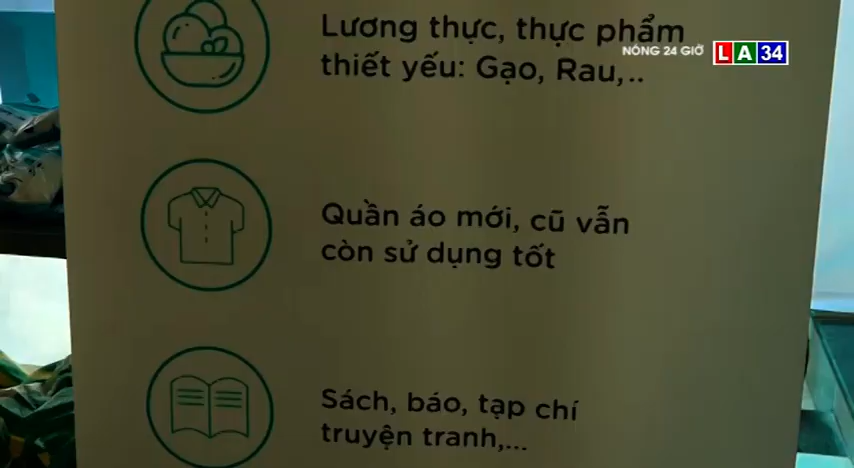 Lương thực, thực phẩm
thiết yếu: Gạo, Rau,..
NÓNG 24 GIỜ LA34
Quần áo mới, cũ vẫn
còn sử dụng tốt
Sách, báo, tạp chí
truyện tranh,...